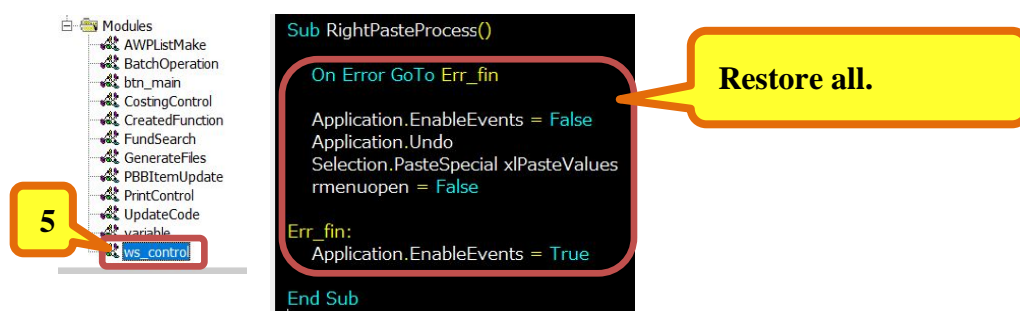 Modules
AWPListMake
BatchOperation
btn_main
CostingControl
CreatedFunction
FundSearch
GenerateFiles
PBBItemUpdate
PrintControl
UpdateCode
variable
ws_control
5
Sub RightPasteProcess()
On Error GoTo Err_fin
Application.EnableEvents = False
Application.Undo
Selection.PasteSpecial xlPasteValues
rmenuopen = False
Err_fin:
Application.EnableEvents = True
End Sub
Restore all.